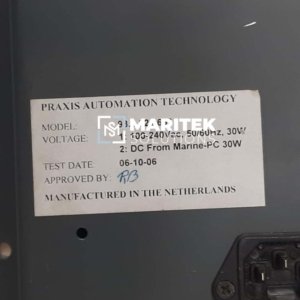 PRAXIS AUTOMATION TECHNOLOGY
MODEL:
VOLTAGE: 1: 100-240Vac, 50/60Hz, 30W
2: DC From Marine-PC 30W
TEST DATE: 06-10-06
APPROVED BY:
MANUFACTURED IN THE NETHERLANDS
MARITEK
SOLUTIONS